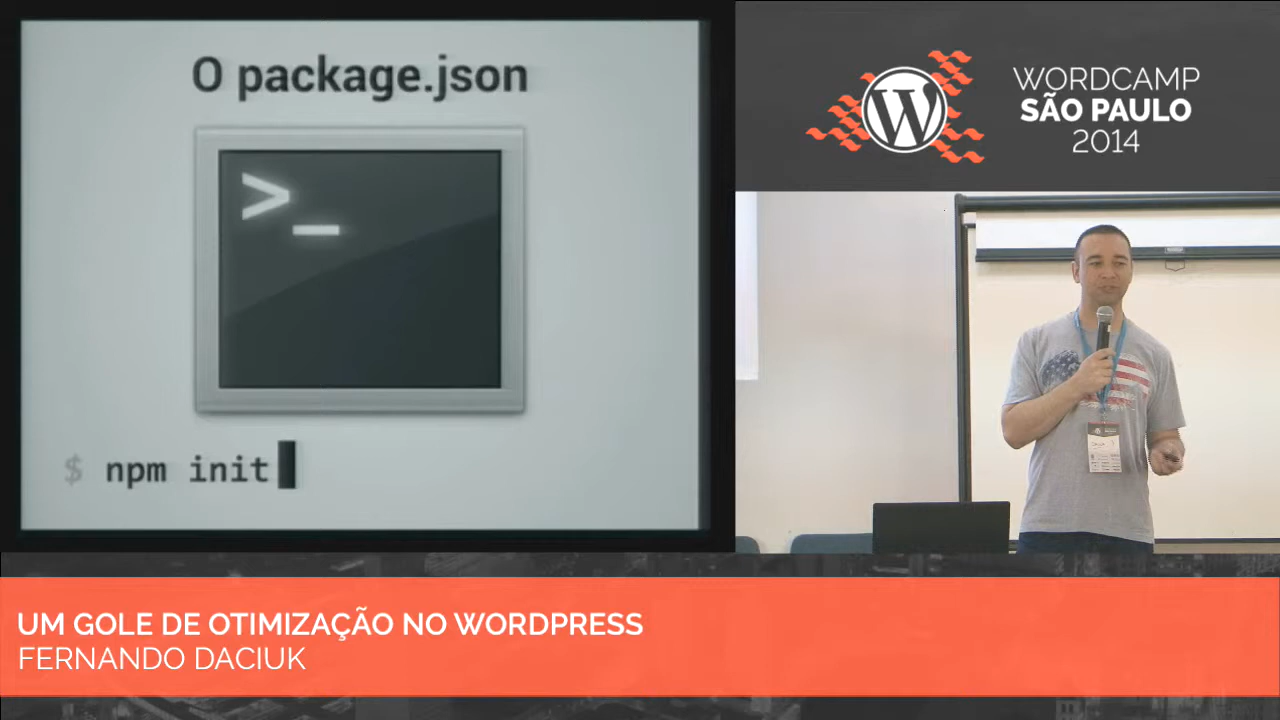 O package.json
>_
$ npm init
WORDCAMP
SÃO PAULO
2014
UM GOLE DE OTIMIZAÇÃO NO WORDPRESS
FERNANDO DACIUK